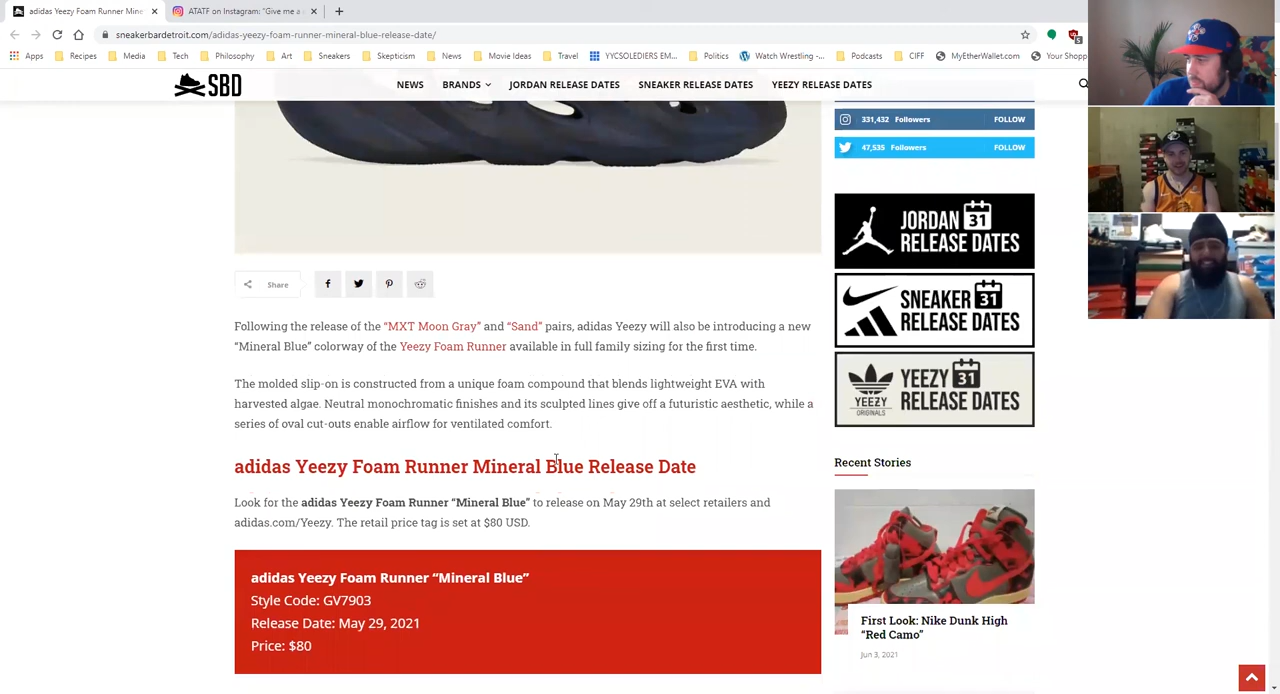 adidas Yeezy Foam Runner Mine
ATATF on Instagram: "Give me a
sneakerbardetroit.com/adidas-yeezy-foam-runner-mineral-blue-release-date/
Apps Recipes Media Tech Philosophy Art Sneakers Skepticism News Movie Ideas Travel YYCSOLEDIERS EM... Politics Watch Wrestling -... Podcasts CIFF MyEtherWallet.com Your Shopp
SBD
NEWS BRANDS JORDAN RELEASE DATES SNEAKER RELEASE DATES YEEZY RELEASE DATES
331,432 Followers FOLLOW
47,535 Followers FOLLOW
JORDAN 31
RELEASE DATES
SNEAKER 31
RELEASE DATES
YEEZY 31
RELEASE DATES
YEEZY
ORIGINALS
Share
Following the release of the “MXT Moon Gray” and “Sand” pairs, adidas Yeezy will also be introducing a new
“Mineral Blue” colorway of the Yeezy Foam Runner available in full family sizing for the first time.
The molded slip-on is constructed from a unique foam compound that blends lightweight EVA with
harvested algae. Neutral monochromatic finishes and its sculpted lines give off a futuristic aesthetic, while a
series of oval cut-outs enable airflow for ventilated comfort.
adidas Yeezy Foam Runner Mineral Blue Release Date
Look for the adidas Yeezy Foam Runner “Mineral Blue” to release on May 29th at select retailers and
adidas.com/Yeezy. The retail price tag is set at $80 USD.
adidas Yeezy Foam Runner “Mineral Blue”
Style Code: GV7903
Release Date: May 29, 2021
Price: $80
Recent Stories
First Look: Nike Dunk High
“Red Camo”
Jun 3, 2021